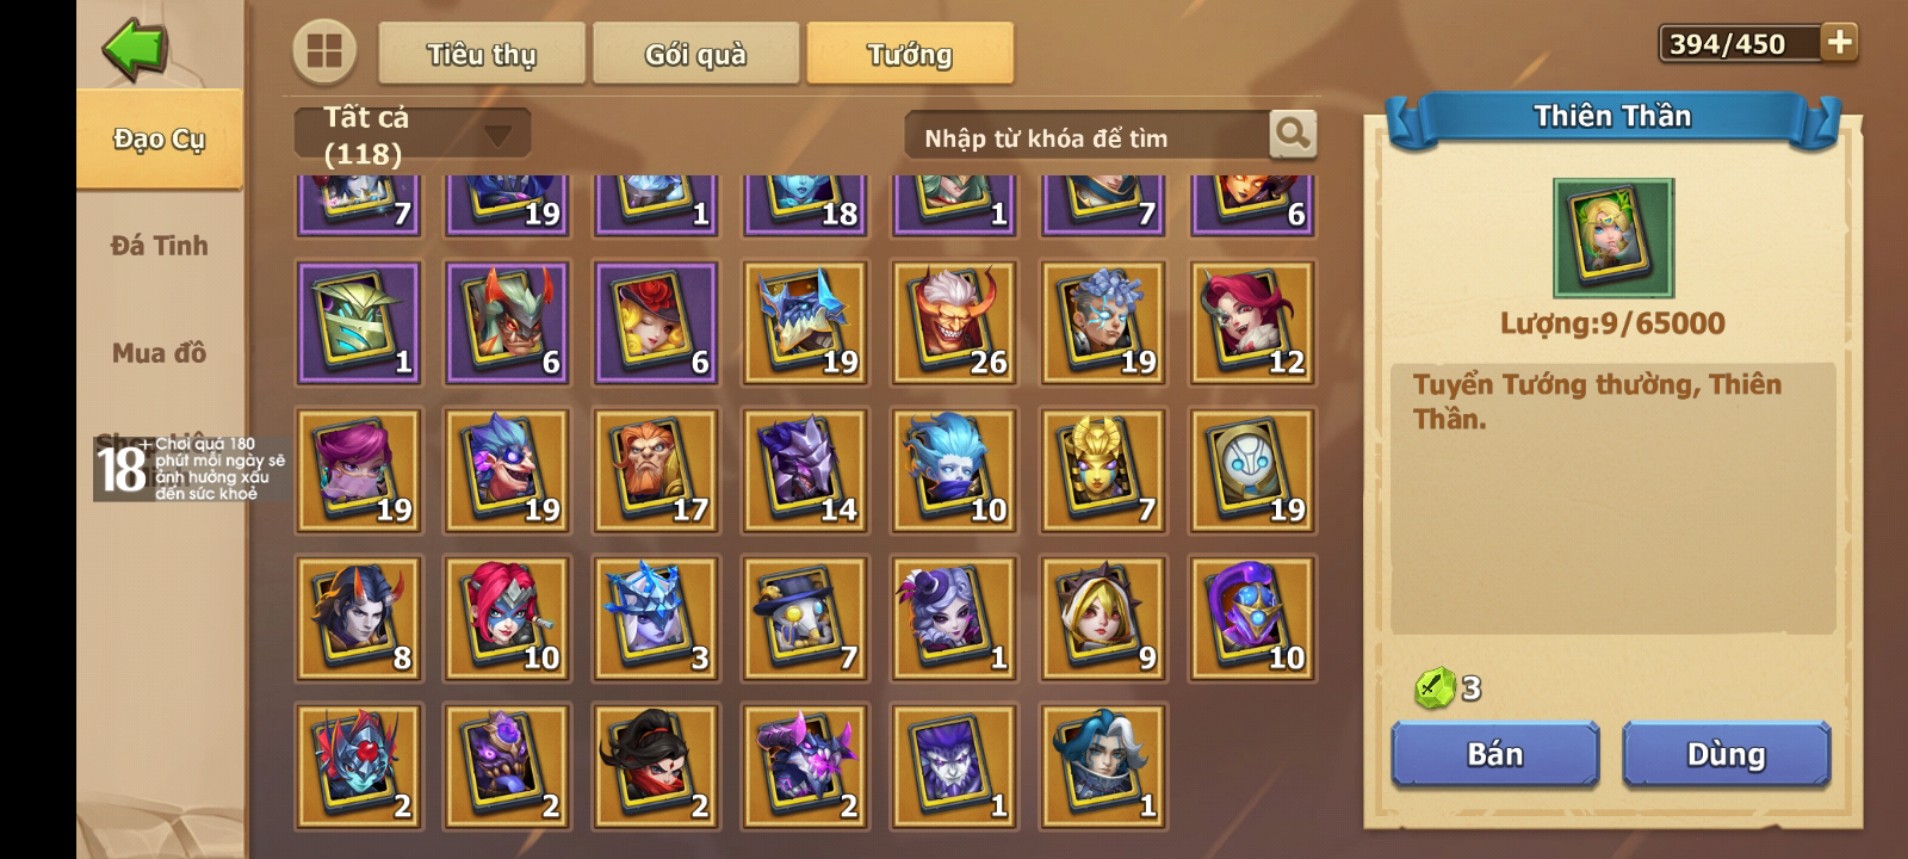 Tiêu thụ
Gói quà
Tướng
394/450
Đạo Cụ
Đá Tinh
Mua đồ
Tất cả
(118)
Nhập từ khóa để tìm
18
+ Chơi quá 180
phút mỗi ngày sẽ
ảnh hưởng xấu
đến sức khoẻ
7 19 1 18 1 7 6
1 6 6 19 26 19 12
19 19 17 14 10 7 19
8 10 3 7 1 9 10
2 2 2 2 1 1
Thiên Thần
Lượng:9/65000
Tuyển Tướng thường, Thiên
Thần.
3
Bán
Dùng